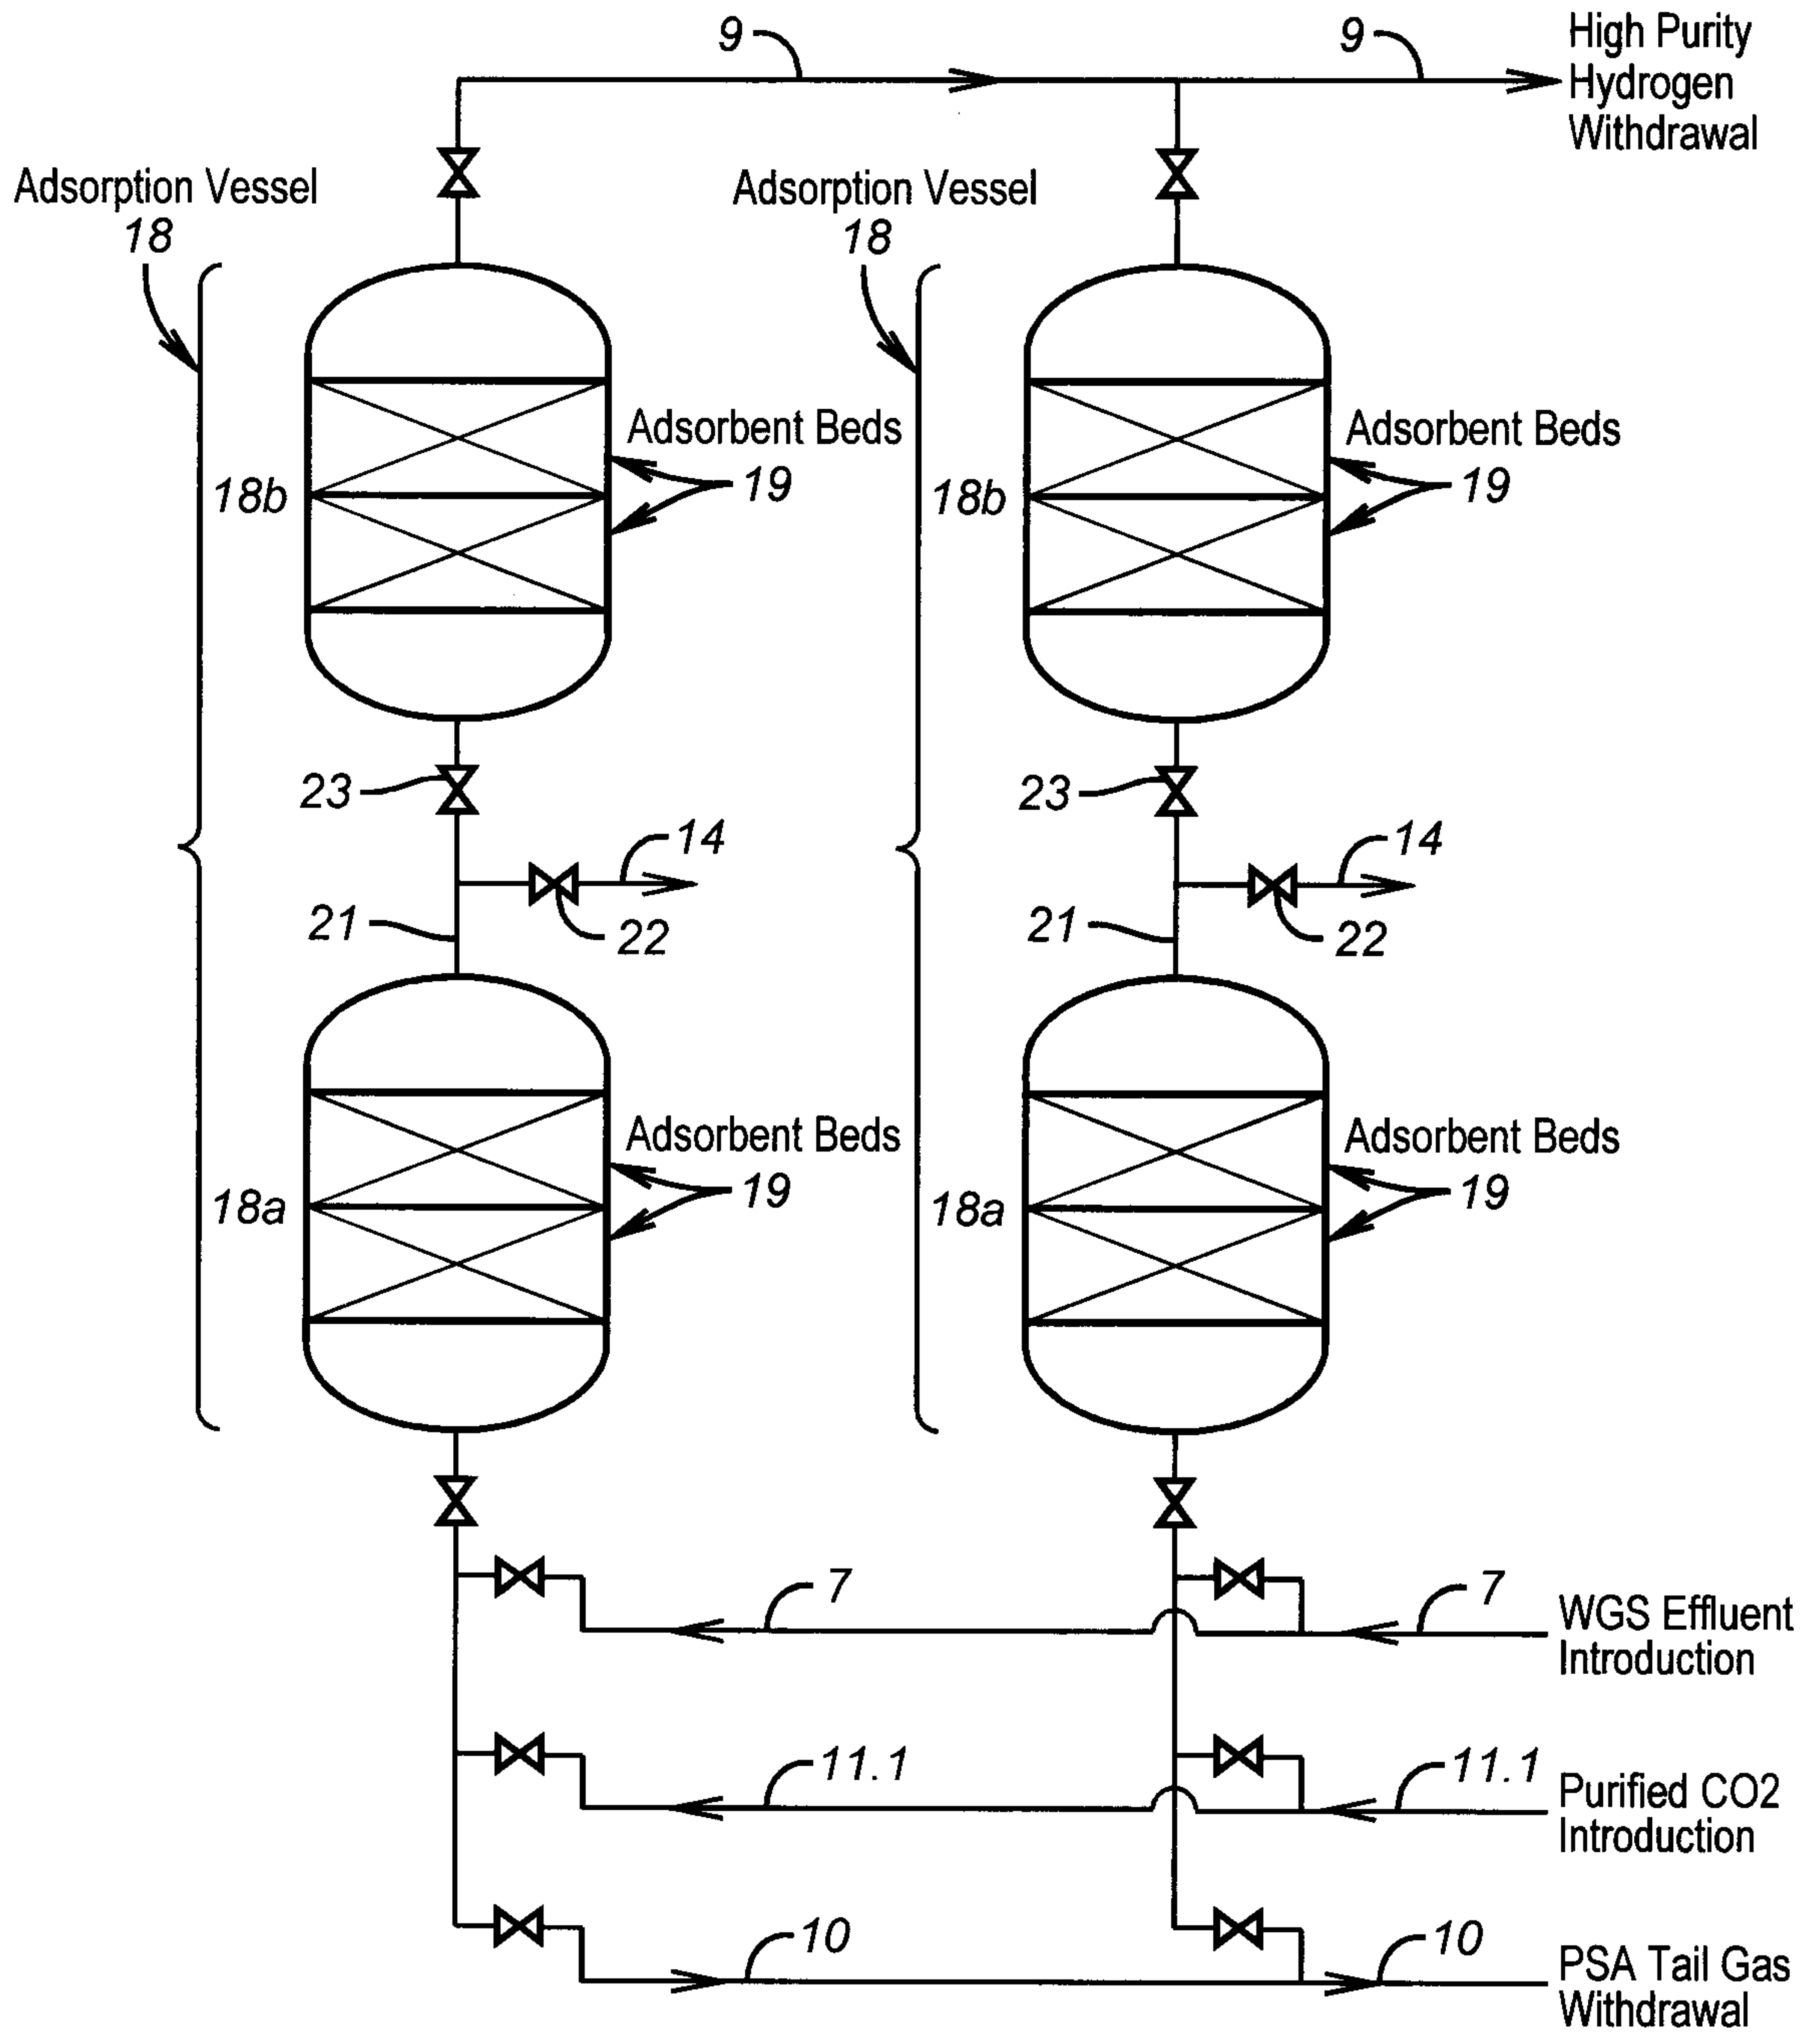 9
9
High Purity
Hydrogen
Withdrawal
Adsorption Vessel
18
Adsorption Vessel
18
Adsorbent Beds
19
18b
Adsorbent Beds
19
18b
23
23
14
14
21
22
21
22
Adsorbent Beds
19
18a
Adsorbent Beds
19
18a
7
7
WGS Effluent
Introduction
11.1
11.1
Purified CO2
Introduction
10
10
PSA Tail Gas
Withdrawal